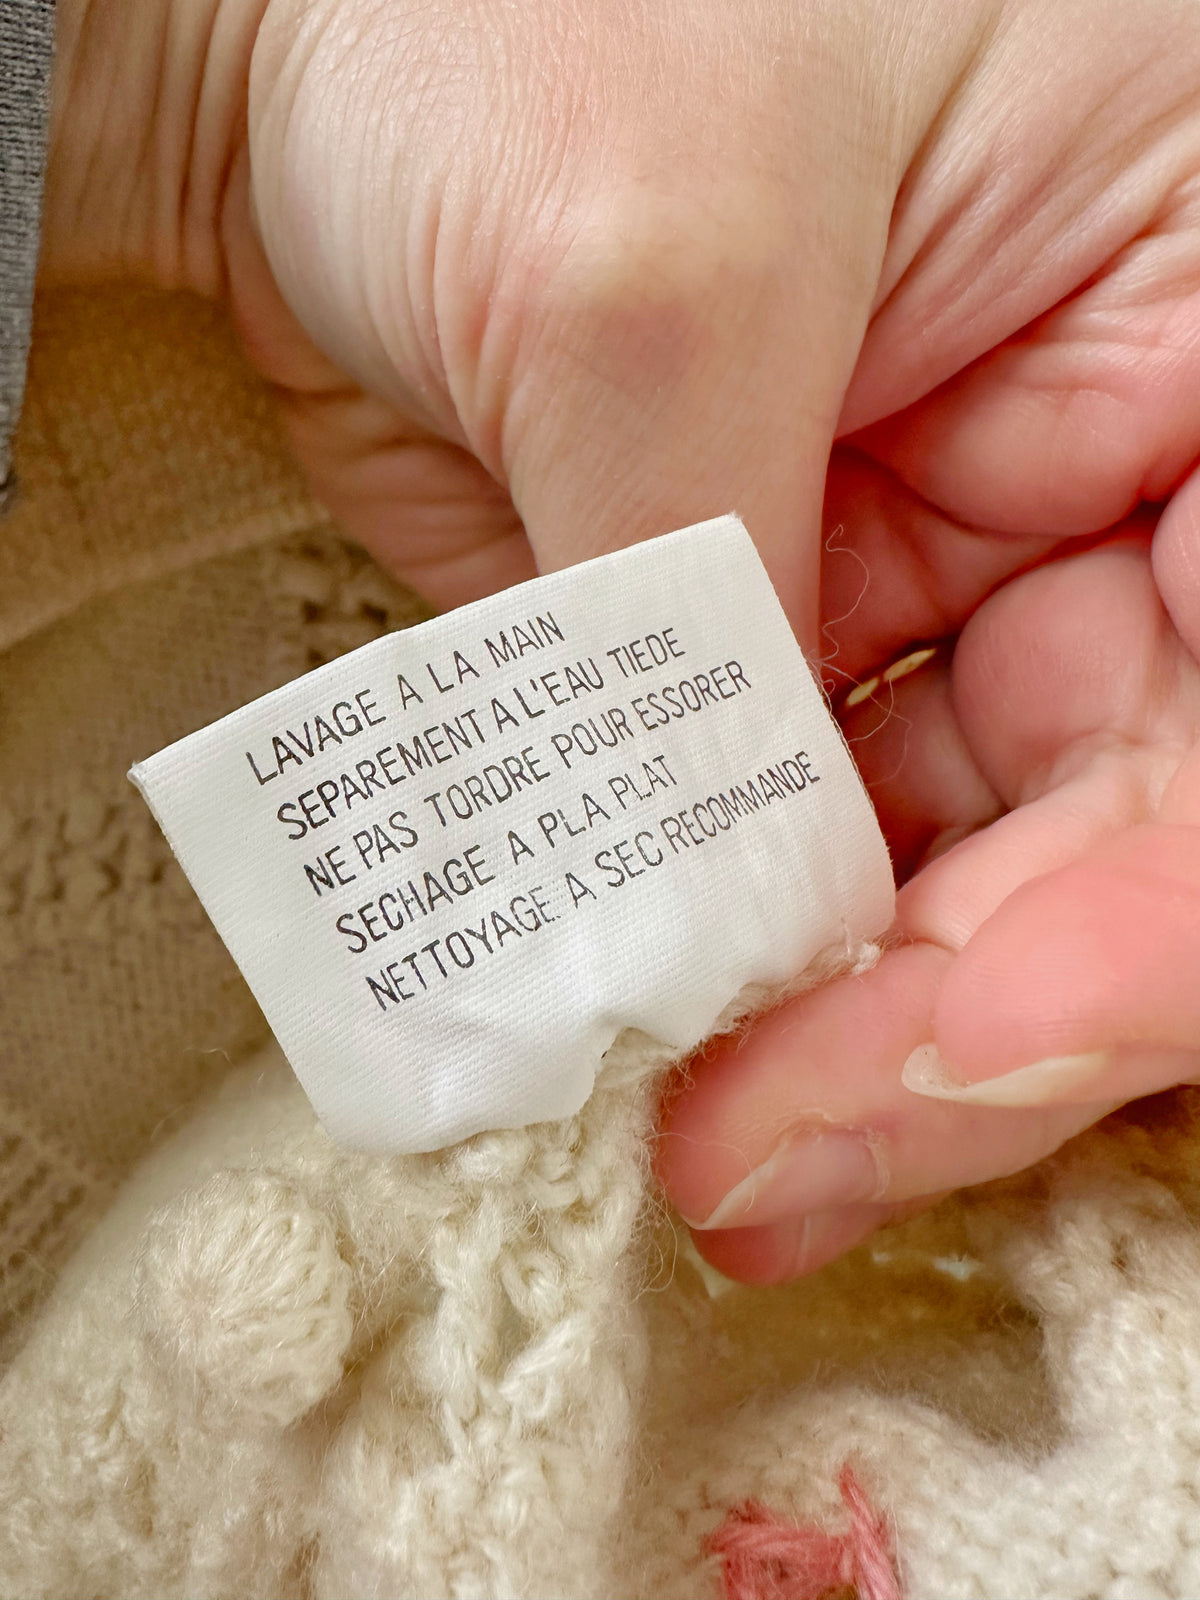 LAVAGE A LA MAIN
SEPAREMENT A L'EAU TIEDE
NE PAS TORDRE POUR ESSORER
SECHAGE A PLA PLAT
NETTOYAGE A SEC RECOMMANDE